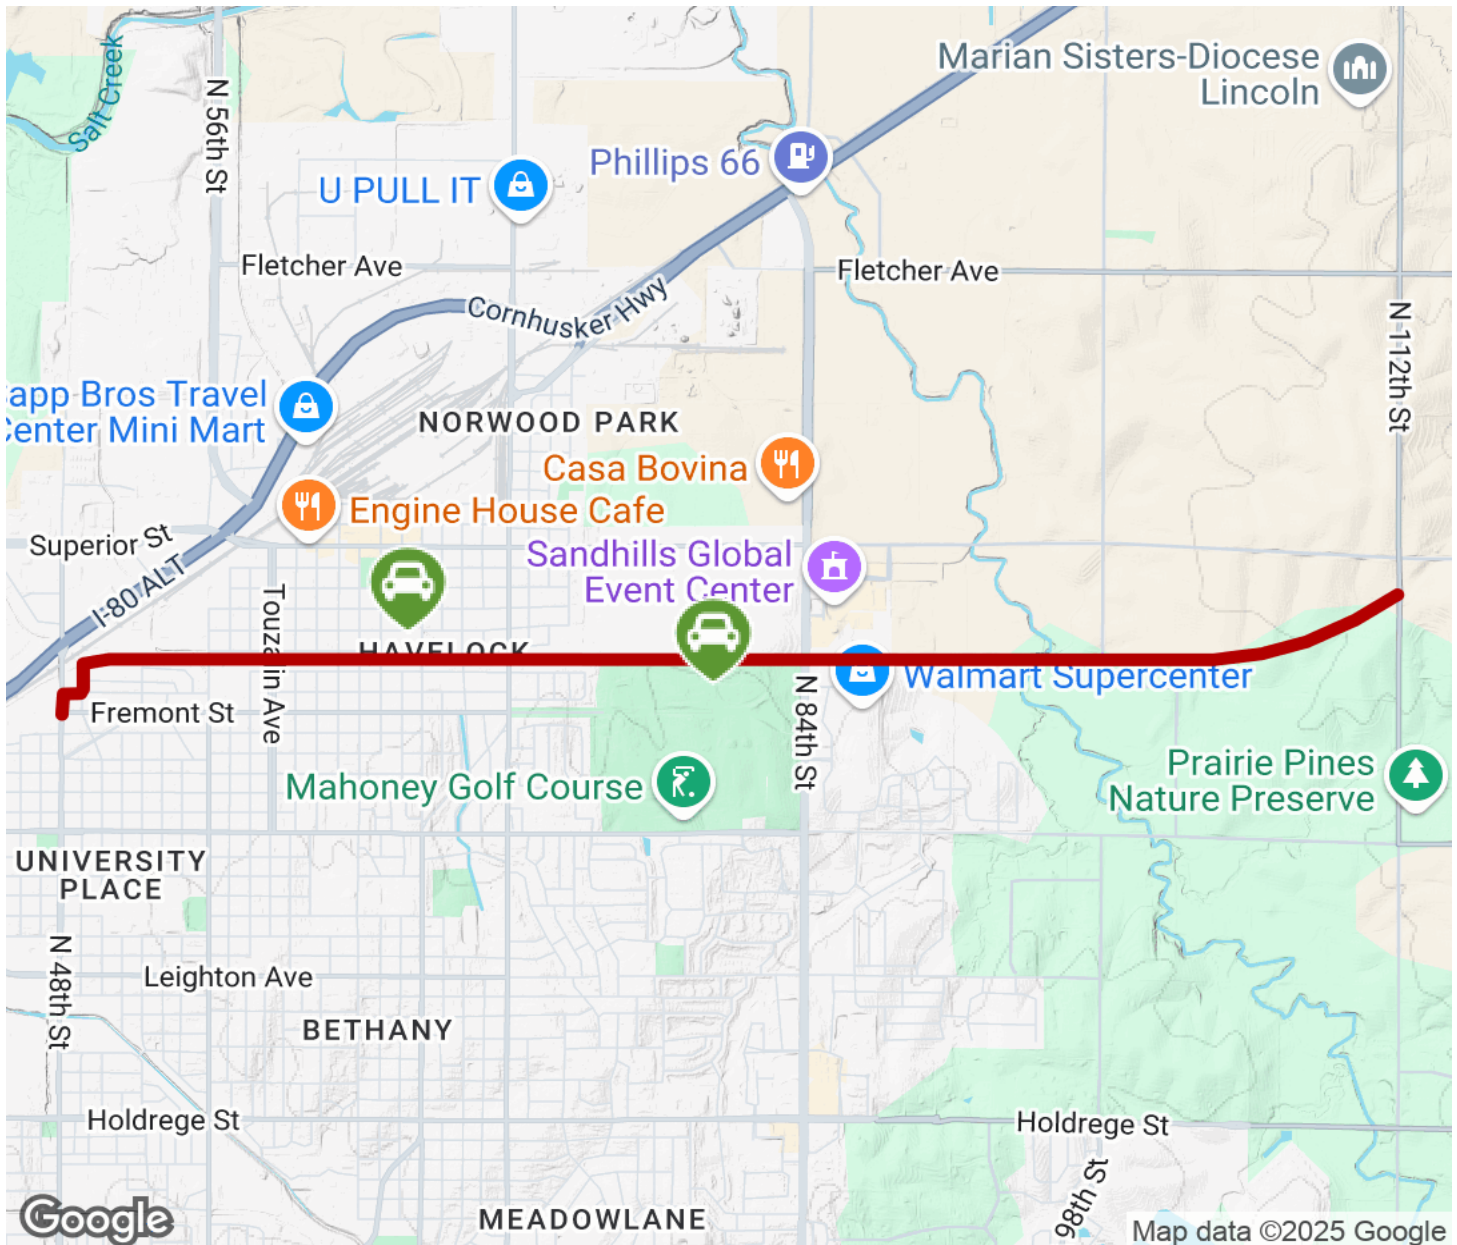 Salt Creek
N 56th St
Marian Sisters-Diocese
Lincoln
Phillips 66
U PULL IT
Fletcher Ave
Fletcher Ave
Cornhusker Hwy
N 112th St
app Bros Travel
Center Mini Mart
NORWOOD PARK
Casa Bovina
Engine House Cafe
Superior St
Sandhills Global
Event Center
I-80 ALT
Touzalin Ave
HAVELOCK
Walmart Supercenter
N 84th St
Fremont St
Mahoney Golf Course
Prairie Pines
Nature Preserve
UNIVERSITY
PLACE
N 48th St
Leighton Ave
BETHANY
Holdrege St
Holdrege St
98th St
MEADOWLANE
Google
Map data ©2025 Google